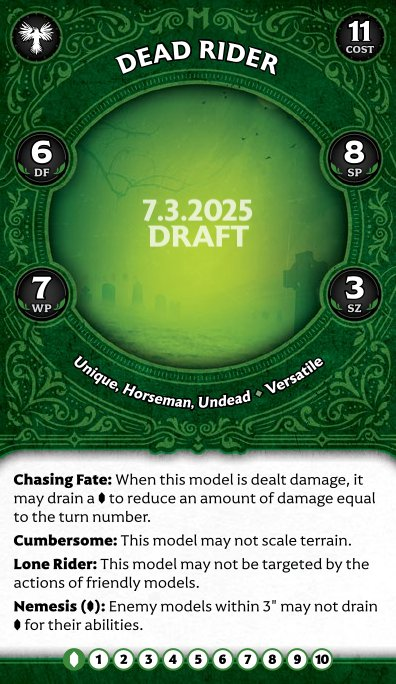 11
COST
DEAD RIDER
6
DF
8
SP
7.3.2025
DRAFT
7
WP
3
SZ
Unique, Horseman, Undead ♦ Versatile
Chasing Fate: When this model is dealt damage, it
may drain a ⬮ to reduce an amount of damage equal
to the turn number.
Cumbersome: This model may not scale terrain.
Lone Rider: This model may not be targeted by the
actions of friendly models.
Nemesis (⬮): Enemy models within 3" may not drain
⬮ for their abilities.
1 2 3 4 5 6 7 8 9 10